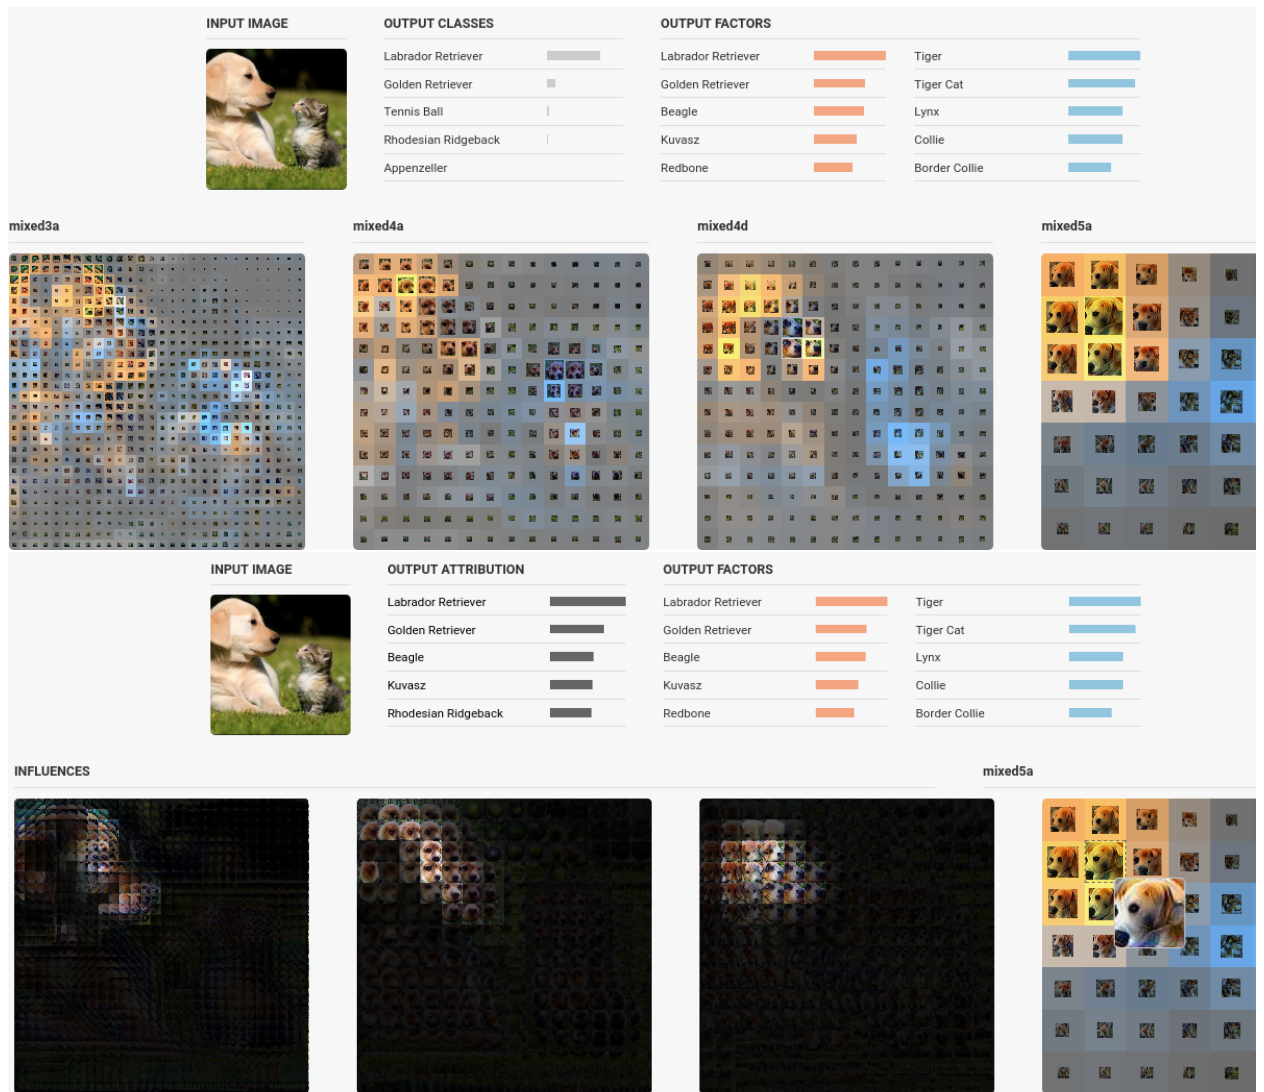 INPUT IMAGE OUTPUT CLASSES OUTPUT FACTORS
Labrador Retriever Labrador Retriever Tiger
Golden Retriever Golden Retriever Tiger Cat
Tennis Ball Beagle Lynx
Rhodesian Ridgeback Kuvasz Collie
Appenzeller Redbone Border Collie
mixed3a mixed4a mixed4d mixed5a
INPUT IMAGE OUTPUT ATTRIBUTION OUTPUT FACTORS
Labrador Retriever Labrador Retriever Tiger
Golden Retriever Golden Retriever Tiger Cat
Beagle Beagle Lynx
Kuvasz Kuvasz Collie
Rhodesian Ridgeback Redbone Border Collie
INFLUENCES mixed5a